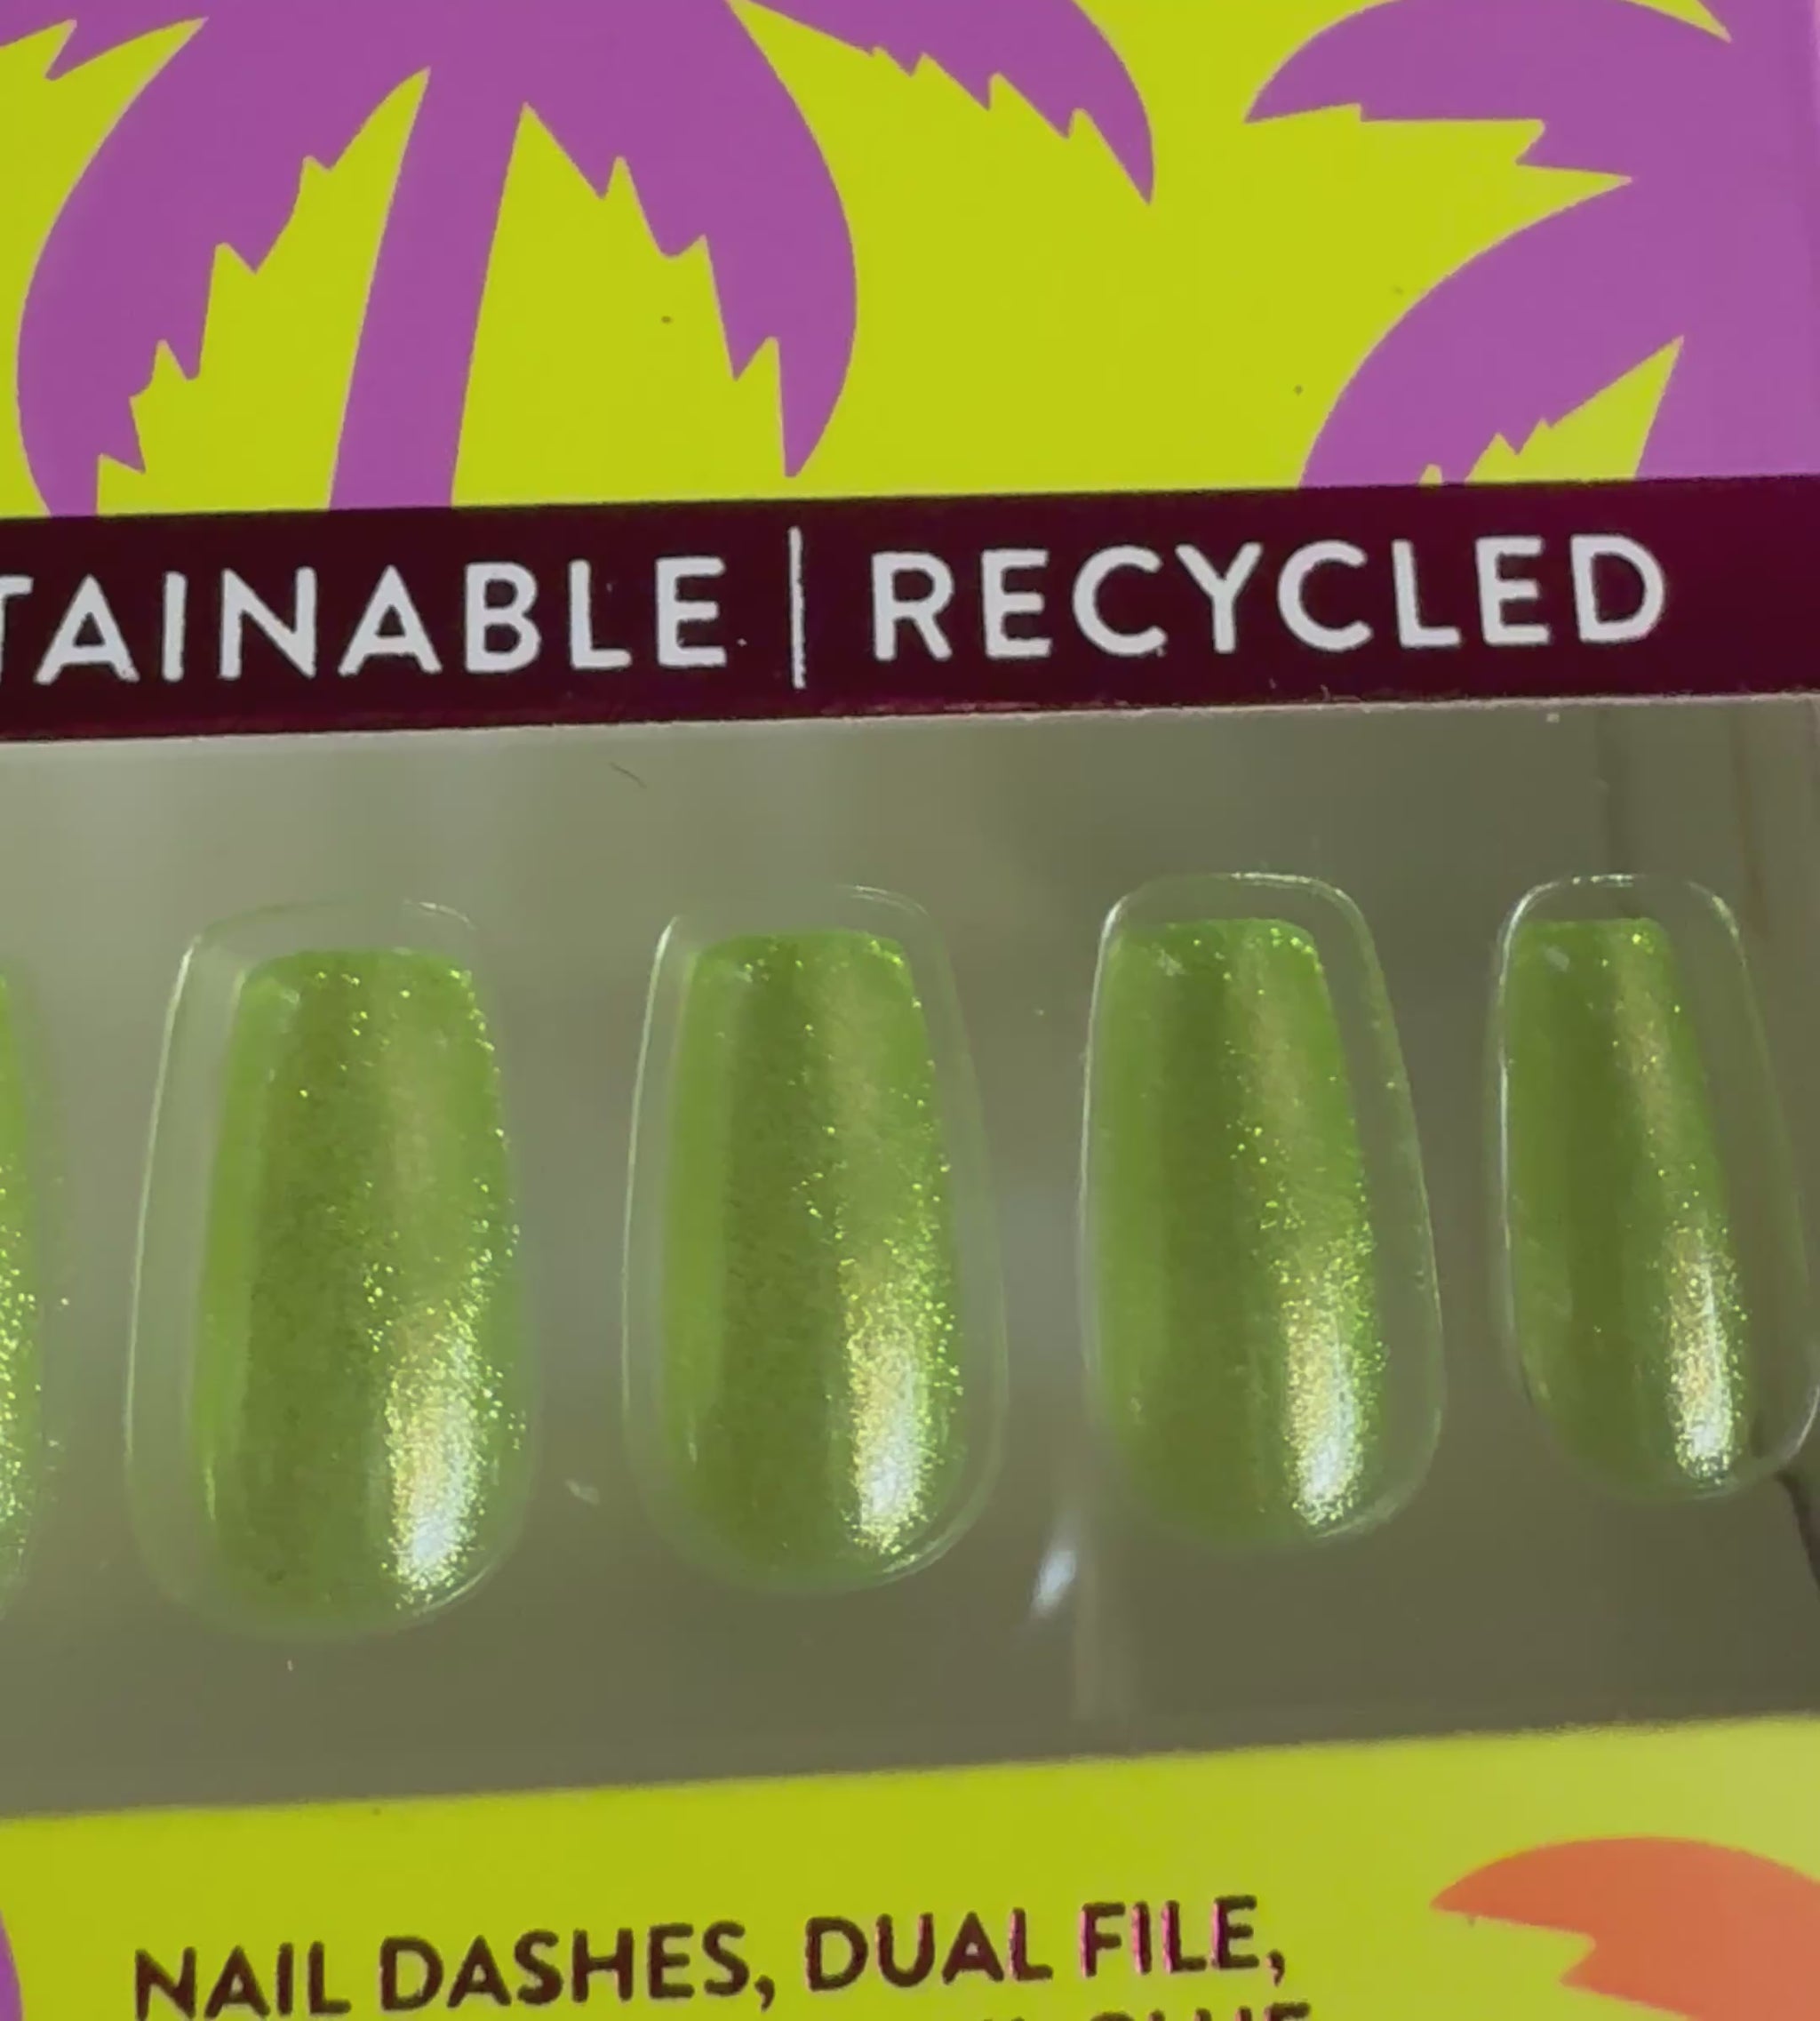 TAINABLE | RECYCLED
NAIL DASHES, DUAL FILE,